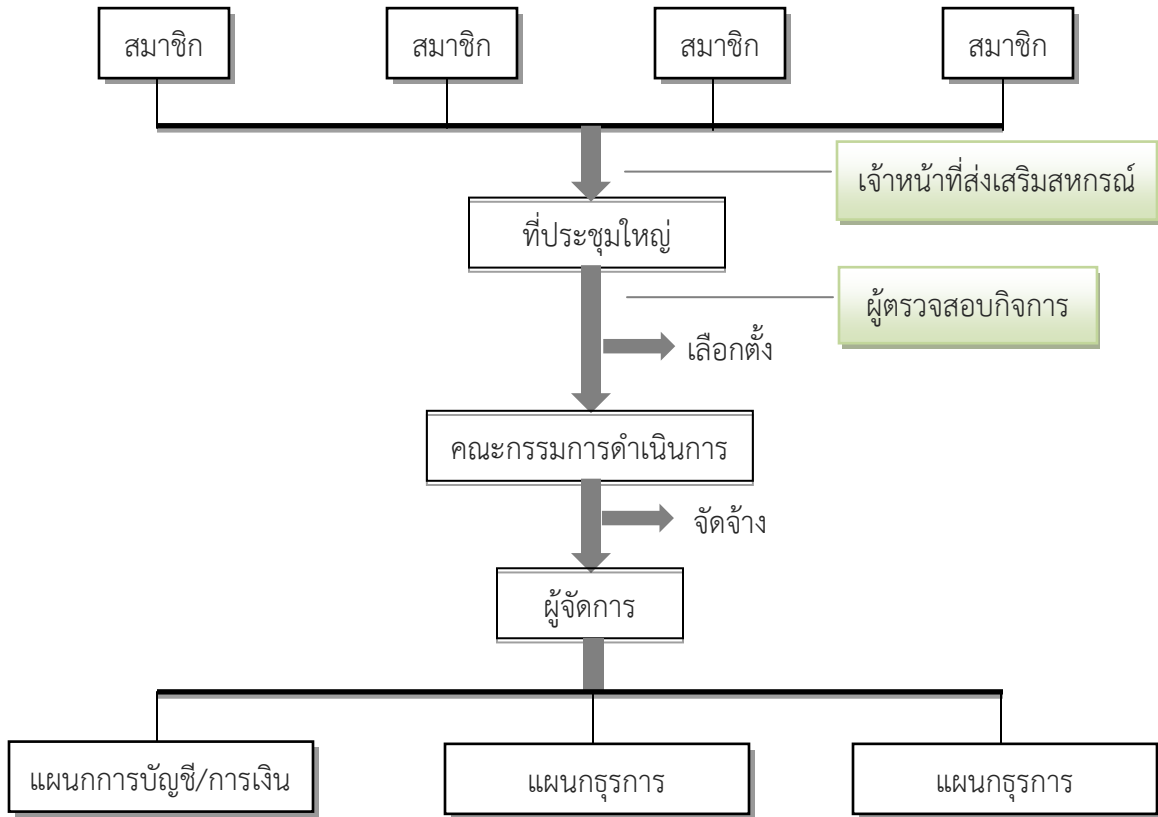 สมาชิก
สมาชิก
สมาชิก
สมาชิก
เจ้าหน้าที่ส่งเสริมสหกรณ์
ที่ประชุมใหญ่
ผู้ตรวจสอบกิจการ
เลือกตั้ง
คณะกรรมการดำเนินการ
จัดจ้าง
ผู้จัดการ
แผนกการบัญชี/การเงิน
แผนกธุรการ
แผนกธุรการ